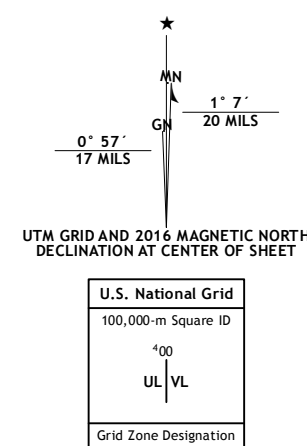 ★
MN
1° 7´
20 MILS
GN
0° 57´
17 MILS
UTM GRID AND 2016 MAGNETIC NORTH
DECLINATION AT CENTER OF SHEET
U.S. National Grid
100,000-m Square ID
⁴00
UL VL
Grid Zone Designation